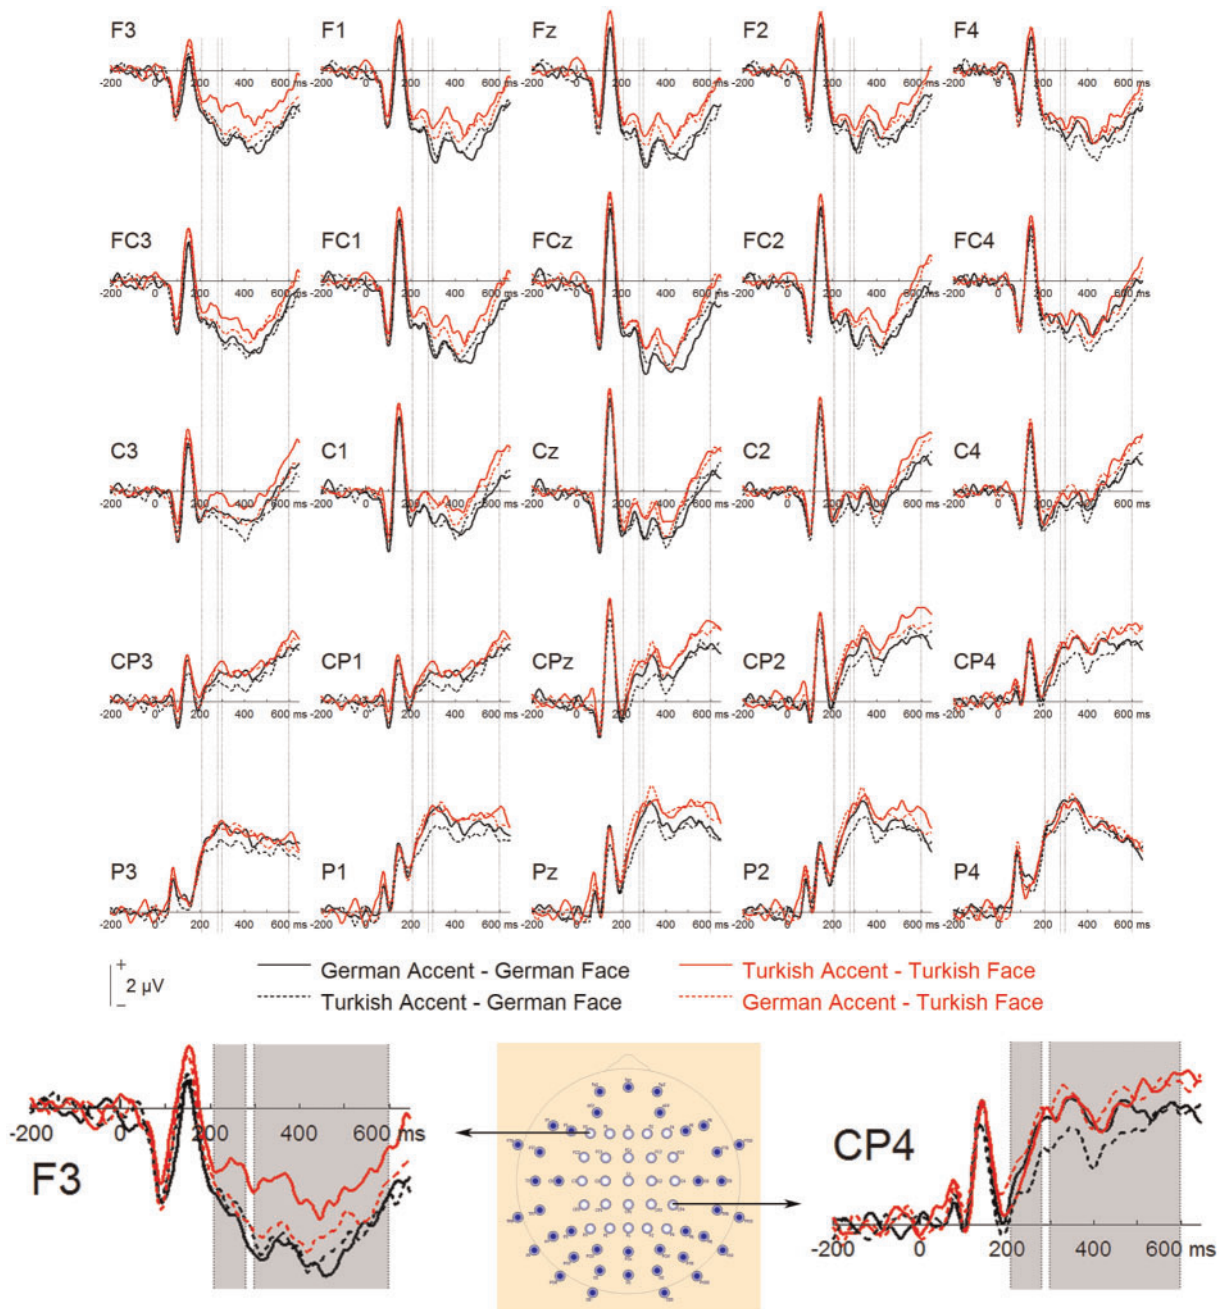 F3 F1 Fz F2 F4
-200 0 200 400 600 ms -200 0 200 400 600 ms -200 0 200 400 600 ms -200 0 200 400 600 ms -200 0 200 400 600 ms
FC3 FC1 FCz FC2 FC4
-200 0 200 400 600 ms -200 0 200 400 600 ms -200 0 200 400 600 ms -200 0 200 400 600 ms -200 0 200 400 600 ms
C3 C1 Cz C2 C4
-200 0 200 400 600 ms -200 0 200 400 600 ms -200 0 200 400 600 ms -200 0 200 400 600 ms -200 0 200 400 600 ms
CP3 CP1 CPz CP2 CP4
-200 0 200 400 600 ms -200 0 200 400 600 ms -200 0 200 400 600 ms -200 0 200 400 600 ms -200 0 200 400 600 ms
P3 P1 Pz P2 P4
-200 0 200 400 600 ms -200 0 200 400 600 ms -200 0 200 400 600 ms -200 0 200 400 600 ms -200 0 200 400 600 ms
+
2 µV
–
German Accent - German Face
Turkish Accent - German Face
Turkish Accent - Turkish Face
German Accent - Turkish Face
-200 0 200 400 600 ms
F3
CP4
-200 0 200 400 600 ms